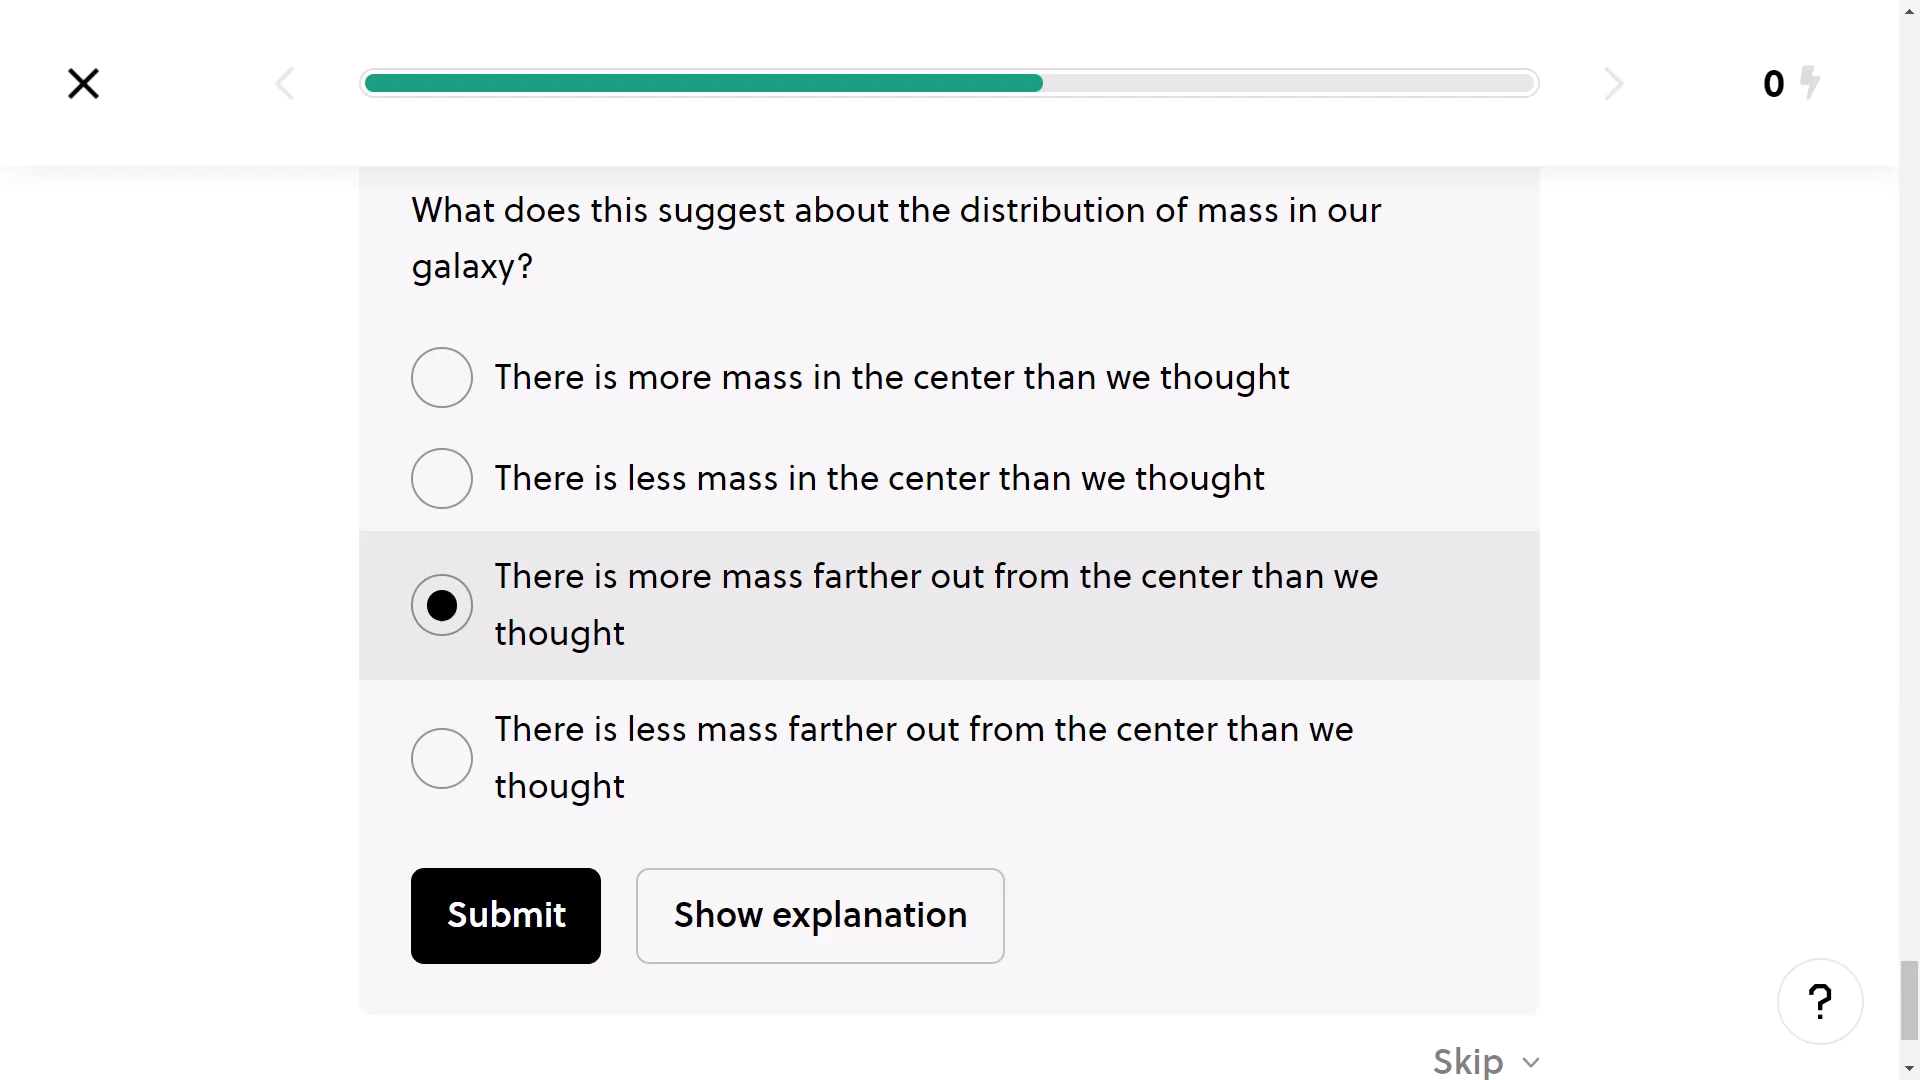 0
What does this suggest about the distribution of mass in our
galaxy?
There is more mass in the center than we thought
There is less mass in the center than we thought
There is more mass farther out from the center than we
thought
There is less mass farther out from the center than we
thought
Submit
Show explanation
?
Skip